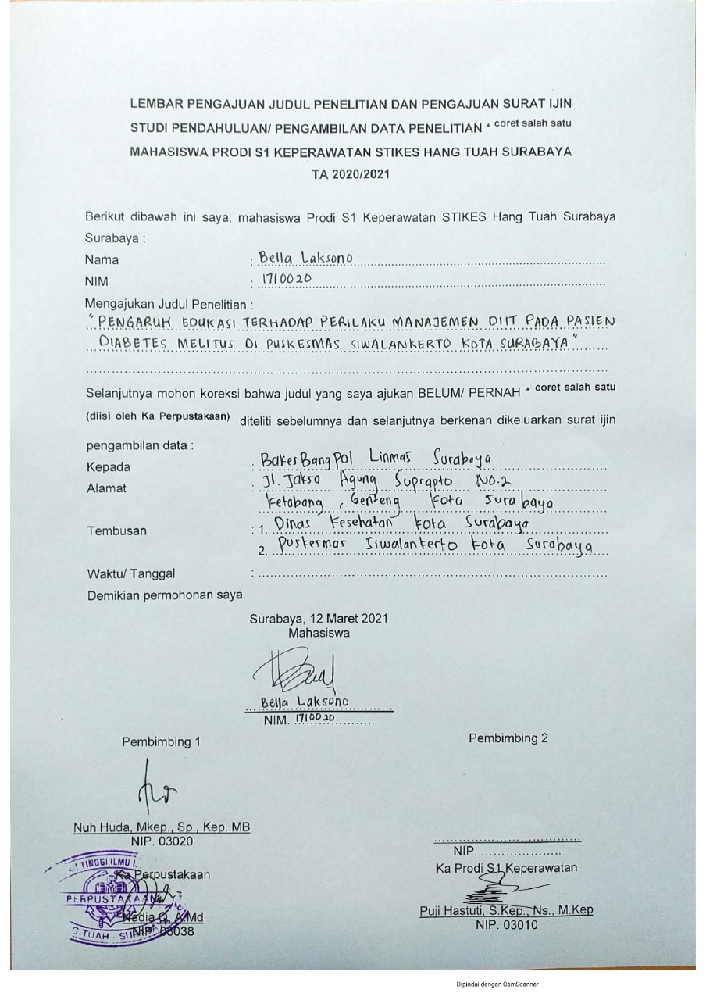 LEMBAR PENGAJUAN JUDUL PENELITIAN DAN PENGAJUAN SURAT IJIN
STUDI PENDAHULUAN/ PENGAMBILAN DATA PENELITIAN * coret salah satu
MAHASISWA PRODI S1 KEPERAWATAN STIKES HANG TUAH SURABAYA
TA 2020/2021
Berikut dibawah ini saya, mahasiswa Prodi S1 Keperawatan STIKES Hang Tuah Surabaya
Surabaya :
Nama : Bella Laksono
NIM : 1710020
Mengajukan Judul Penelitian :
"PENGARUH EDUKASI TERHADAP PERILAKU MANAJEMEN DIIT PADA PASIEN
DIABETES MELITUS DI PUSKESMAS SIWALANKERTO KOTA SURABAYA"
Selanjutnya mohon koreksi bahwa judul yang saya ajukan BELUM/ PERNAH * coret salah satu
(diisi oleh Ka Perpustakaan) diteliti sebelumnya dan selanjutnya berkenan dikeluarkan surat ijin
pengambilan data :
Kepada : BakesBangPol Linmas Surabaya
Alamat : Jl. Jaksa Agung Suprapto No.2
Ketabang, Genteng Kota Surabaya
Tembusan : 1. Dinas Kesehatan Kota Surabaya
2. Puskermas Siwalankerto Kota Surabaya
Waktu/ Tanggal :
Demikian permohonan saya.
Surabaya, 12 Maret 2021
Mahasiswa
Bella Laksono
NIM. 1710020
Pembimbing 1
Pembimbing 2
Nuh Huda, Mkep., Sp., Kep. MB
NIP. 03020
NIP.
TINGGI ILMU
Ka Perpustakaan
Ka Prodi S1 Keperawatan
PERPUSTAKAAN
Nadia O, A.Md
Puji Hastuti, S.Kep., Ns., M.Kep
NIP. 03038
NIP. 03010
TUAH - SURABA
Dipindai dengan CamScanner